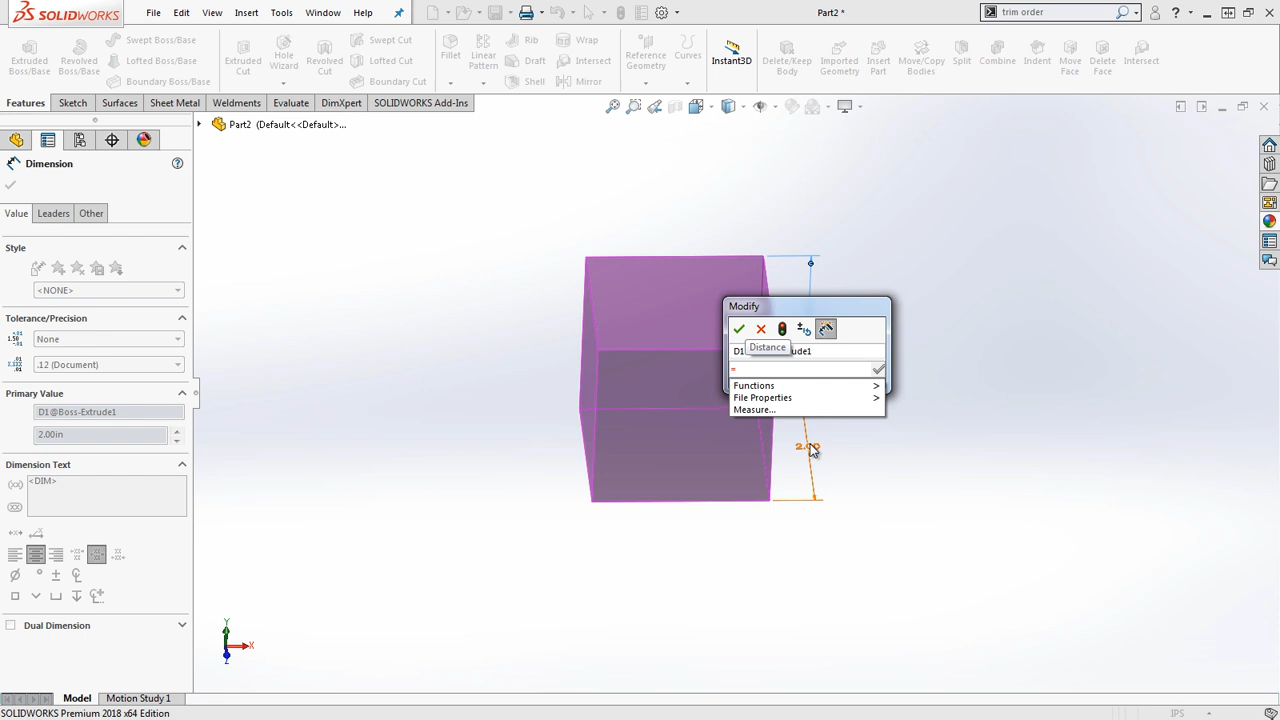 SOLIDWORKS
File Edit View Insert Tools Window Help
Part2 *
trim order
Extruded Boss/Base
Revolved Boss/Base
Swept Boss/Base
Lofted Boss/Base
Boundary Boss/Base
Extruded Cut
Hole Wizard
Revolved Cut
Swept Cut
Lofted Cut
Boundary Cut
Fillet
Linear Pattern
Rib
Draft
Shell
Wrap
Intersect
Mirror
Reference Geometry
Curves
Instant3D
Delete/Keep Body
Imported Geometry
Insert Part
Move/Copy Bodies
Split
Combine
Indent
Move Face
Delete Face
Intersect
Features Sketch Surfaces Sheet Metal Weldments Evaluate DimXpert SOLIDWORKS Add-Ins
Part2 (Default<<Default>...
Dimension
Value Leaders Other
Style
<NONE>
Tolerance/Precision
None
.12 (Document)
Primary Value
D1@Boss-Extrude1
2.00in
Dimension Text
<DIM>
Dual Dimension
Modify
Distance
D1 ude1
=
Functions >
File Properties >
Measure...
Y
X
Z
Model Motion Study 1
SOLIDWORKS Premium 2018 x64 Edition
IPS